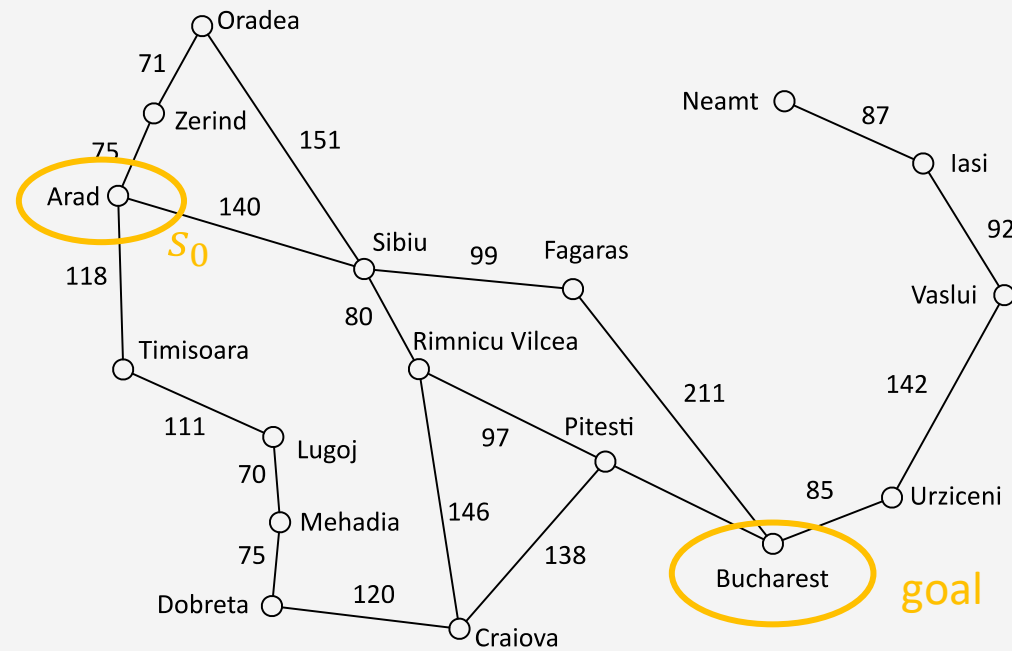 Oradea
71
Neamt
87
Zerind
151
75
Iasi
Arad
140
92
s₀
Sibiu
Fagaras
99
118
Vaslui
80
Rimnicu Vilcea
Timisoara
142
211
111
97
Pitesti
Lugoj
70
85
Urziceni
146
Mehadia
75
138
Bucharest
goal
120
Dobreta
Craiova